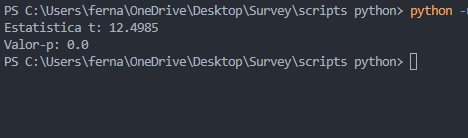 PS C:\Users\ferna\OneDrive\Desktop\Survey\scripts python> python -
Estatistica t: 12.4985
Valor-p: 0.0
PS C:\Users\ferna\OneDrive\Desktop\Survey\scripts python>